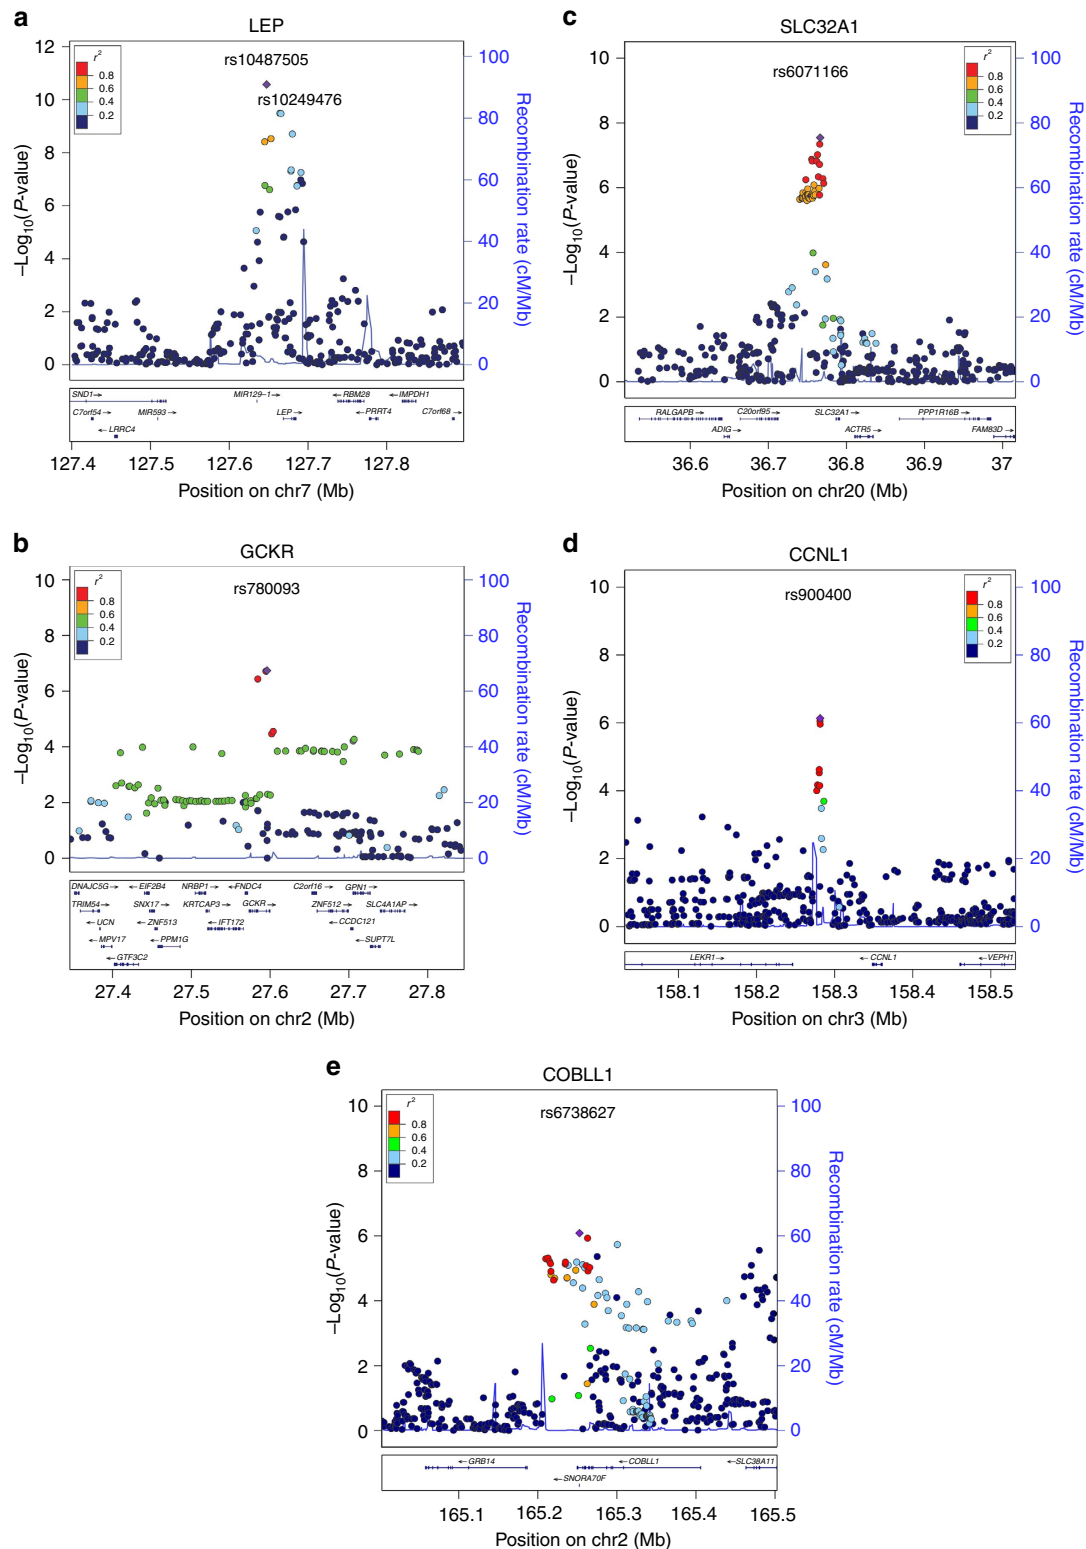 a
LEP
rs10487505
rs10249476
r2
0.8
0.6
0.4
0.2
12
10
8
6
4
2
0
100
80
60
40
20
0
–Log10(P-value)
Recombination rate (cM/Mb)
SND1→
MIR129–1→
←RBM28
←IMPDH1
C7orf54→
MIR593→
LEP→
←PRRT4
C7orf68→
←LRRC4
127.4 127.5 127.6 127.7 127.8
Position on chr7 (Mb)
c
SLC32A1
rs6071166
r2
0.8
0.6
0.4
0.2
10
8
6
4
2
0
100
80
60
40
20
0
–Log10(P-value)
Recombination rate (cM/Mb)
RALGAPB→
C20orf95→
SLC32A1→
PPP1R16B→
ADIG→
←ACTR5→
FAM83D→
36.6 36.7 36.8 36.9 37
Position on chr20 (Mb)
b
GCKR
rs780093
r2
0.8
0.6
0.4
0.2
10
8
6
4
2
0
100
80
60
40
20
0
–Log10(P-value)
Recombination rate (cM/Mb)
DNAJC5G→
←EIF2B4
NRBP1→
←FNDC4
C2orf16→
GPN1→
TRIM54→
SNX17→
KRTCAP3→
GCKR→
ZNF512→
SLC4A1AP→
←UCN
←ZNF513
←IFT172
←CCDC121
←MPV17
←PPM1G
←SUPT7L
←GTF3C2
27.4 27.5 27.6 27.7 27.8
Position on chr2 (Mb)
d
CCNL1
rs900400
r2
0.8
0.6
0.4
0.2
10
8
6
4
2
0
100
80
60
40
20
0
–Log10(P-value)
Recombination rate (cM/Mb)
LEKR1→
←CCNL1
←VEPH1
158.1 158.2 158.3 158.4 158.5
Position on chr3 (Mb)
e
COBLL1
rs6738627
r2
0.8
0.6
0.4
0.2
10
8
6
4
2
0
100
80
60
40
20
0
–Log10(P-value)
Recombination rate (cM/Mb)
←GRB14
←COBLL1
←SLC38A11
←SNORA70F
165.1 165.2 165.3 165.4 165.5
Position on chr2 (Mb)